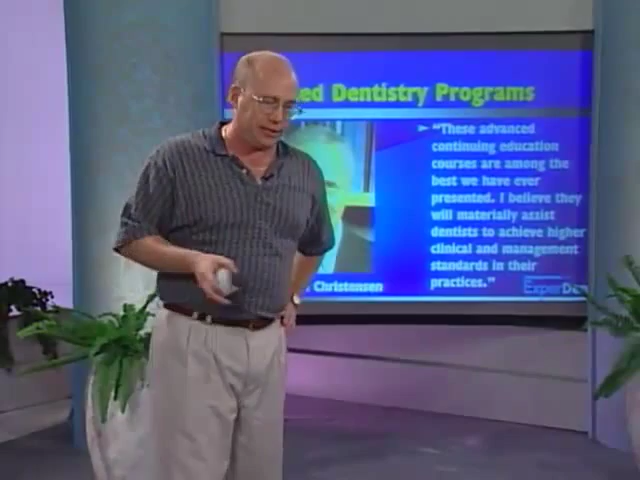 ed Dentistry Programs
"These advanced
continuing education
courses are among the
best we have ever
presented. I believe they
will materially assist
dentists to achieve higher
clinical and management
standards in their
practices."
Christensen